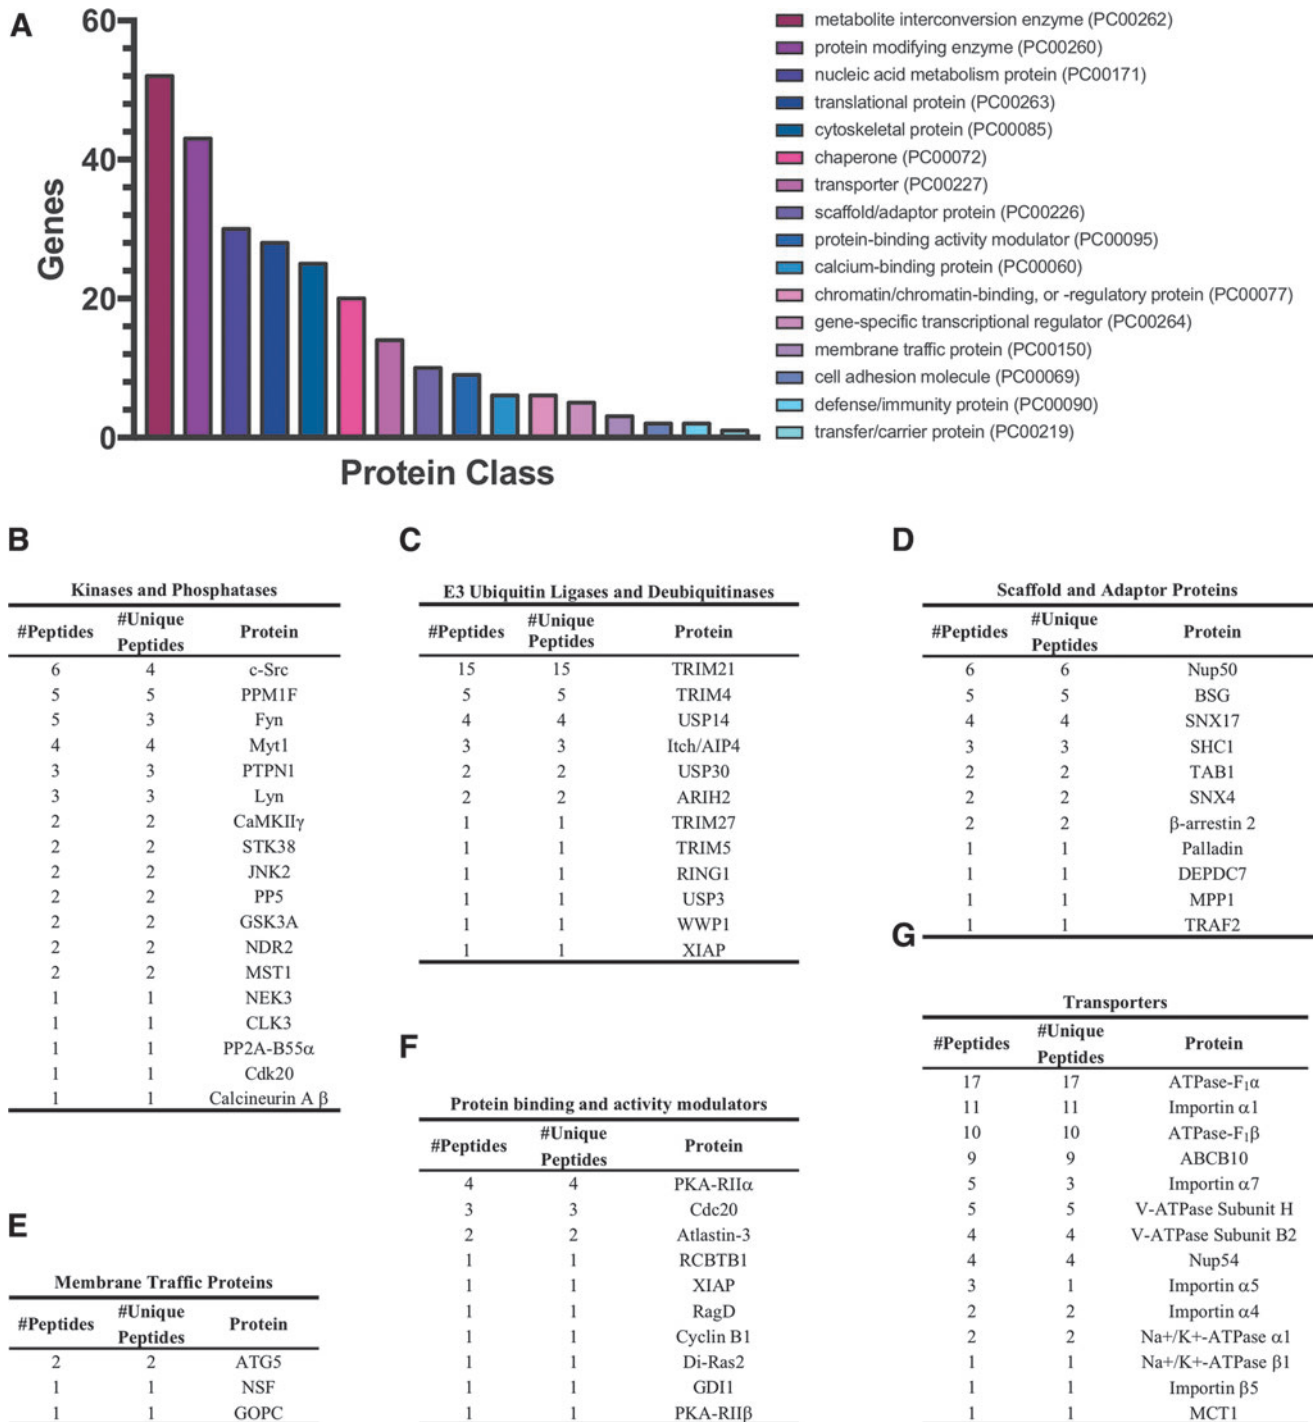 A
60
40
20
0
Genes
Protein Class
metabolite interconversion enzyme (PC00262)
protein modifying enzyme (PC00260)
nucleic acid metabolism protein (PC00171)
translational protein (PC00263)
cytoskeletal protein (PC00085)
chaperone (PC00072)
transporter (PC00227)
scaffold/adaptor protein (PC00226)
protein-binding activity modulator (PC00095)
calcium-binding protein (PC00060)
chromatin/chromatin-binding, or -regulatory protein (PC00077)
gene-specific transcriptional regulator (PC00264)
membrane traffic protein (PC00150)
cell adhesion molecule (PC00069)
defense/immunity protein (PC00090)
transfer/carrier protein (PC00219)
B
Kinases and Phosphatases
#Peptides #Unique Peptides Protein
6 4 c-Src
5 5 PPM1F
5 3 Fyn
4 4 Myt1
3 3 PTPN1
3 3 Lyn
2 2 CaMKIIγ
2 2 STK38
2 2 JNK2
2 2 PP5
2 2 GSK3A
2 2 NDR2
2 2 MST1
1 1 NEK3
1 1 CLK3
1 1 PP2A-B55α
1 1 Cdk20
1 1 Calcineurin A β
C
E3 Ubiquitin Ligases and Deubiquitinases
#Peptides #Unique Peptides Protein
15 15 TRIM21
5 5 TRIM4
4 4 USP14
3 3 Itch/AIP4
2 2 USP30
2 2 ARIH2
1 1 TRIM27
1 1 TRIM5
1 1 RING1
1 1 USP3
1 1 WWP1
1 1 XIAP
D
Scaffold and Adaptor Proteins
#Peptides #Unique Peptides Protein
6 6 Nup50
5 5 BSG
4 4 SNX17
3 3 SHC1
2 2 TAB1
2 2 SNX4
2 2 β-arrestin 2
1 1 Palladin
1 1 DEPDC7
1 1 MPP1
1 1 TRAF2
E
Membrane Traffic Proteins
#Peptides #Unique Peptides Protein
2 2 ATG5
1 1 NSF
1 1 GOPC
F
Protein binding and activity modulators
#Peptides #Unique Peptides Protein
4 4 PKA-RIIα
3 3 Cdc20
2 2 Atlastin-3
1 1 RCBTB1
1 1 XIAP
1 1 RagD
1 1 Cyclin B1
1 1 Di-Ras2
1 1 GDI1
1 1 PKA-RIIβ
G
Transporters
#Peptides #Unique Peptides Protein
17 17 ATPase-F₁α
11 11 Importin α1
10 10 ATPase-F₁β
9 9 ABCB10
5 3 Importin α7
5 5 V-ATPase Subunit H
4 4 V-ATPase Subunit B2
4 4 Nup54
3 1 Importin α5
2 2 Importin α4
2 2 Na+/K+-ATPase α1
1 1 Na+/K+-ATPase β1
1 1 Importin β5
1 1 MCT1